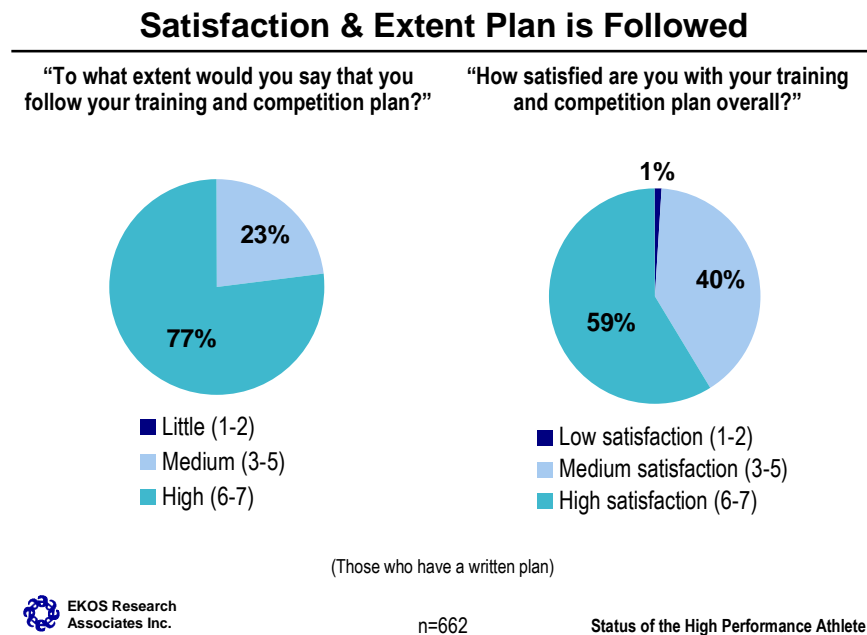 Satisfaction & Extent Plan is Followed
“To what extent would you say that you
follow your training and competition plan?”
“How satisfied are you with your training
and competition plan overall?”
23%
77%
1%
40%
59%
Little (1-2)
Medium (3-5)
High (6-7)
Low satisfaction (1-2)
Medium satisfaction (3-5)
High satisfaction (6-7)
(Those who have a written plan)
EKOS Research
Associates Inc.
n=662
Status of the High Performance Athlete